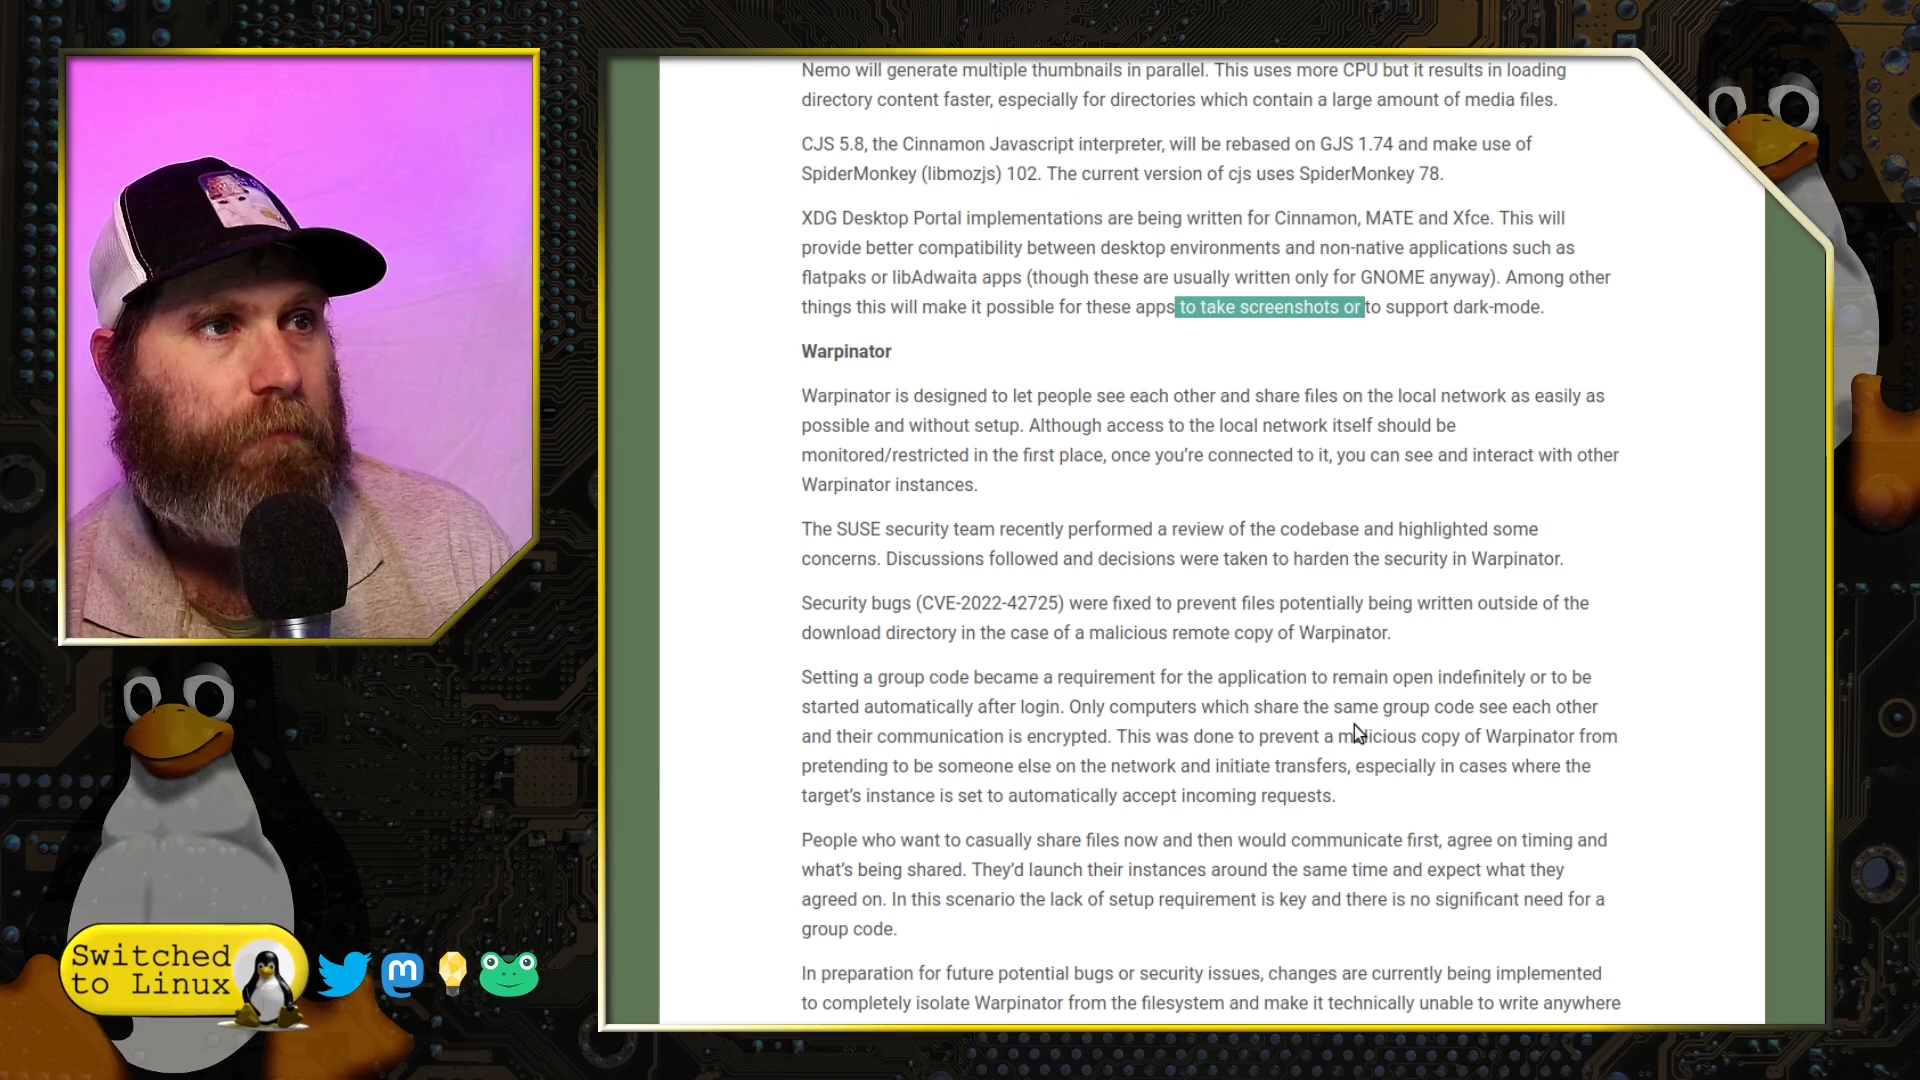 Nemo will generate multiple thumbnails in parallel. This uses more CPU but it results in loading
directory content faster, especially for directories which contain a large amount of media files.
CJS 5.8, the Cinnamon Javascript interpreter, will be rebased on GJS 1.74 and make use of
SpiderMonkey (libmozjs) 102. The current version of cjs uses SpiderMonkey 78.
XDG Desktop Portal implementations are being written for Cinnamon, MATE and Xfce. This will
provide better compatibility between desktop environments and non-native applications such as
flatpaks or libAdwaita apps (though these are usually written only for GNOME anyway). Among other
things this will make it possible for these apps to take screenshots or to support dark-mode.
Warpinator
Warpinator is designed to let people see each other and share files on the local network as easily as
possible and without setup. Although access to the local network itself should be
monitored/restricted in the first place, once you’re connected to it, you can see and interact with other
Warpinator instances.
The SUSE security team recently performed a review of the codebase and highlighted some
concerns. Discussions followed and decisions were taken to harden the security in Warpinator.
Security bugs (CVE-2022-42725) were fixed to prevent files potentially being written outside of the
download directory in the case of a malicious remote copy of Warpinator.
Setting a group code became a requirement for the application to remain open indefinitely or to be
started automatically after login. Only computers which share the same group code see each other
and their communication is encrypted. This was done to prevent a malicious copy of Warpinator from
pretending to be someone else on the network and initiate transfers, especially in cases where the
target’s instance is set to automatically accept incoming requests.
People who want to casually share files now and then would communicate first, agree on timing and
what’s being shared. They’d launch their instances around the same time and expect what they
agreed on. In this scenario the lack of setup requirement is key and there is no significant need for a
group code.
In preparation for future potential bugs or security issues, changes are currently being implemented
to completely isolate Warpinator from the filesystem and make it technically unable to write anywhere
Switched
to Linux